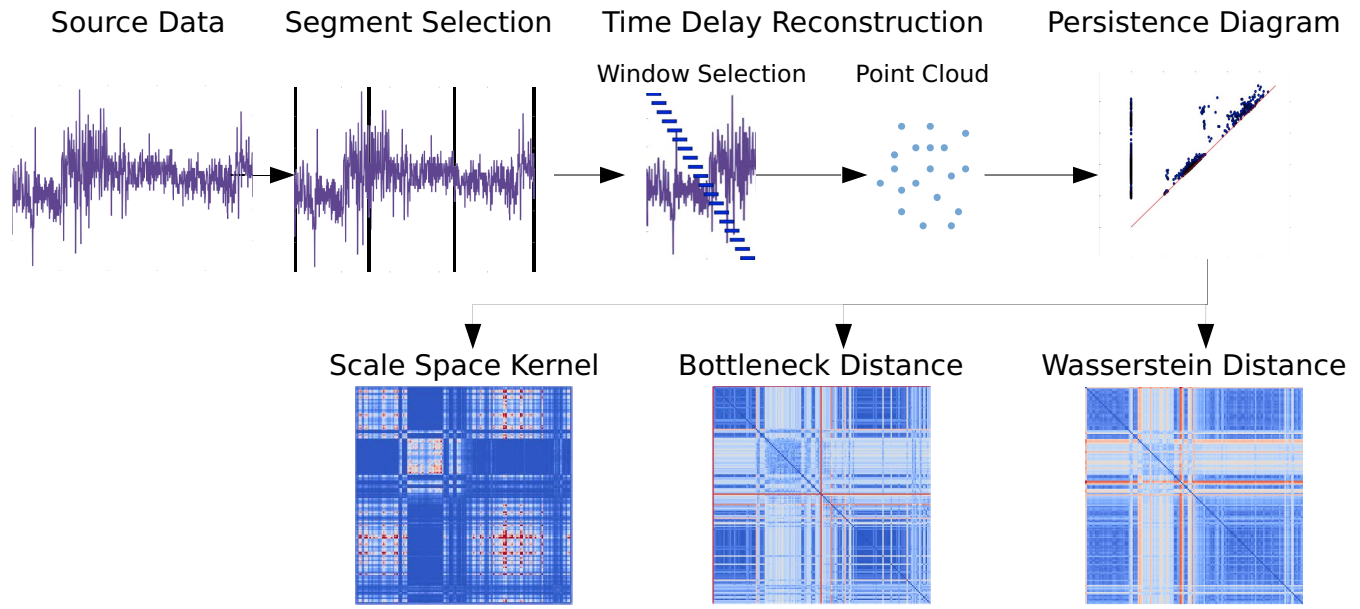 Source Data
Segment Selection
Time Delay Reconstruction
Persistence Diagram
Window Selection
Point Cloud
Scale Space Kernel
Bottleneck Distance
Wasserstein Distance